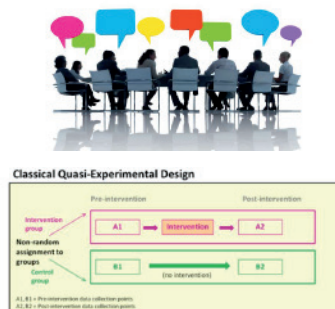 Classical Quasi-Experimental Design
Pre-intervention
Post-intervention
Intervention
group
A1
Intervention
A2
Non-random
assignment to
groups
Control
group
B1
(no intervention)
B2
A1, B1 = Pre-intervention data collection points
A2, B2 = Post intervention data collection points